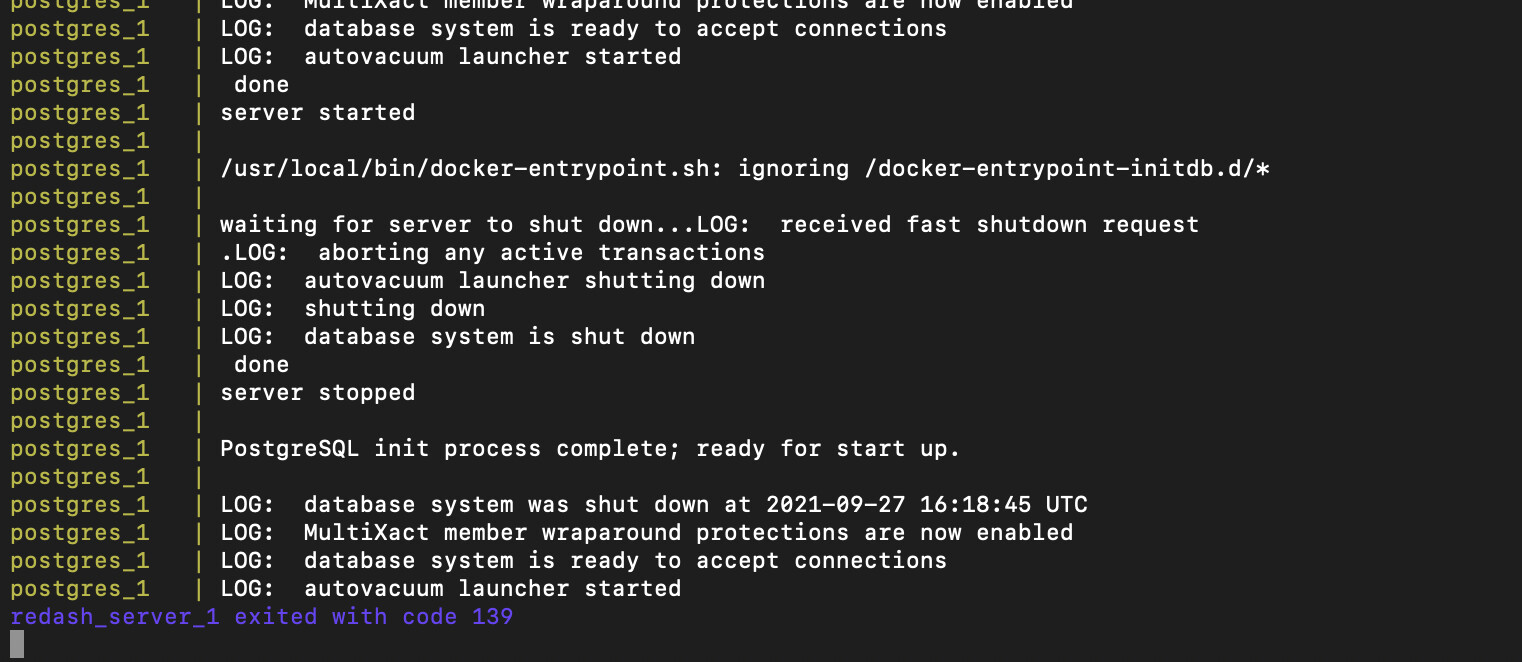 postgres_1   | LOG:  MultiXact member wraparound protections are now enabled
postgres_1   | LOG:  database system is ready to accept connections
postgres_1   | LOG:  autovacuum launcher started
postgres_1   |  done
postgres_1   | server started
postgres_1   |
postgres_1   | /usr/local/bin/docker-entrypoint.sh: ignoring /docker-entrypoint-initdb.d/*
postgres_1   |
postgres_1   | waiting for server to shut down...LOG:  received fast shutdown request
postgres_1   | .LOG:  aborting any active transactions
postgres_1   | LOG:  autovacuum launcher shutting down
postgres_1   | LOG:  shutting down
postgres_1   | LOG:  database system is shut down
postgres_1   |  done
postgres_1   | server stopped
postgres_1   |
postgres_1   | PostgreSQL init process complete; ready for start up.
postgres_1   |
postgres_1   | LOG:  database system was shut down at 2021-09-27 16:18:45 UTC
postgres_1   | LOG:  MultiXact member wraparound protections are now enabled
postgres_1   | LOG:  database system is ready to accept connections
postgres_1   | LOG:  autovacuum launcher started
redash_server_1 exited with code 139